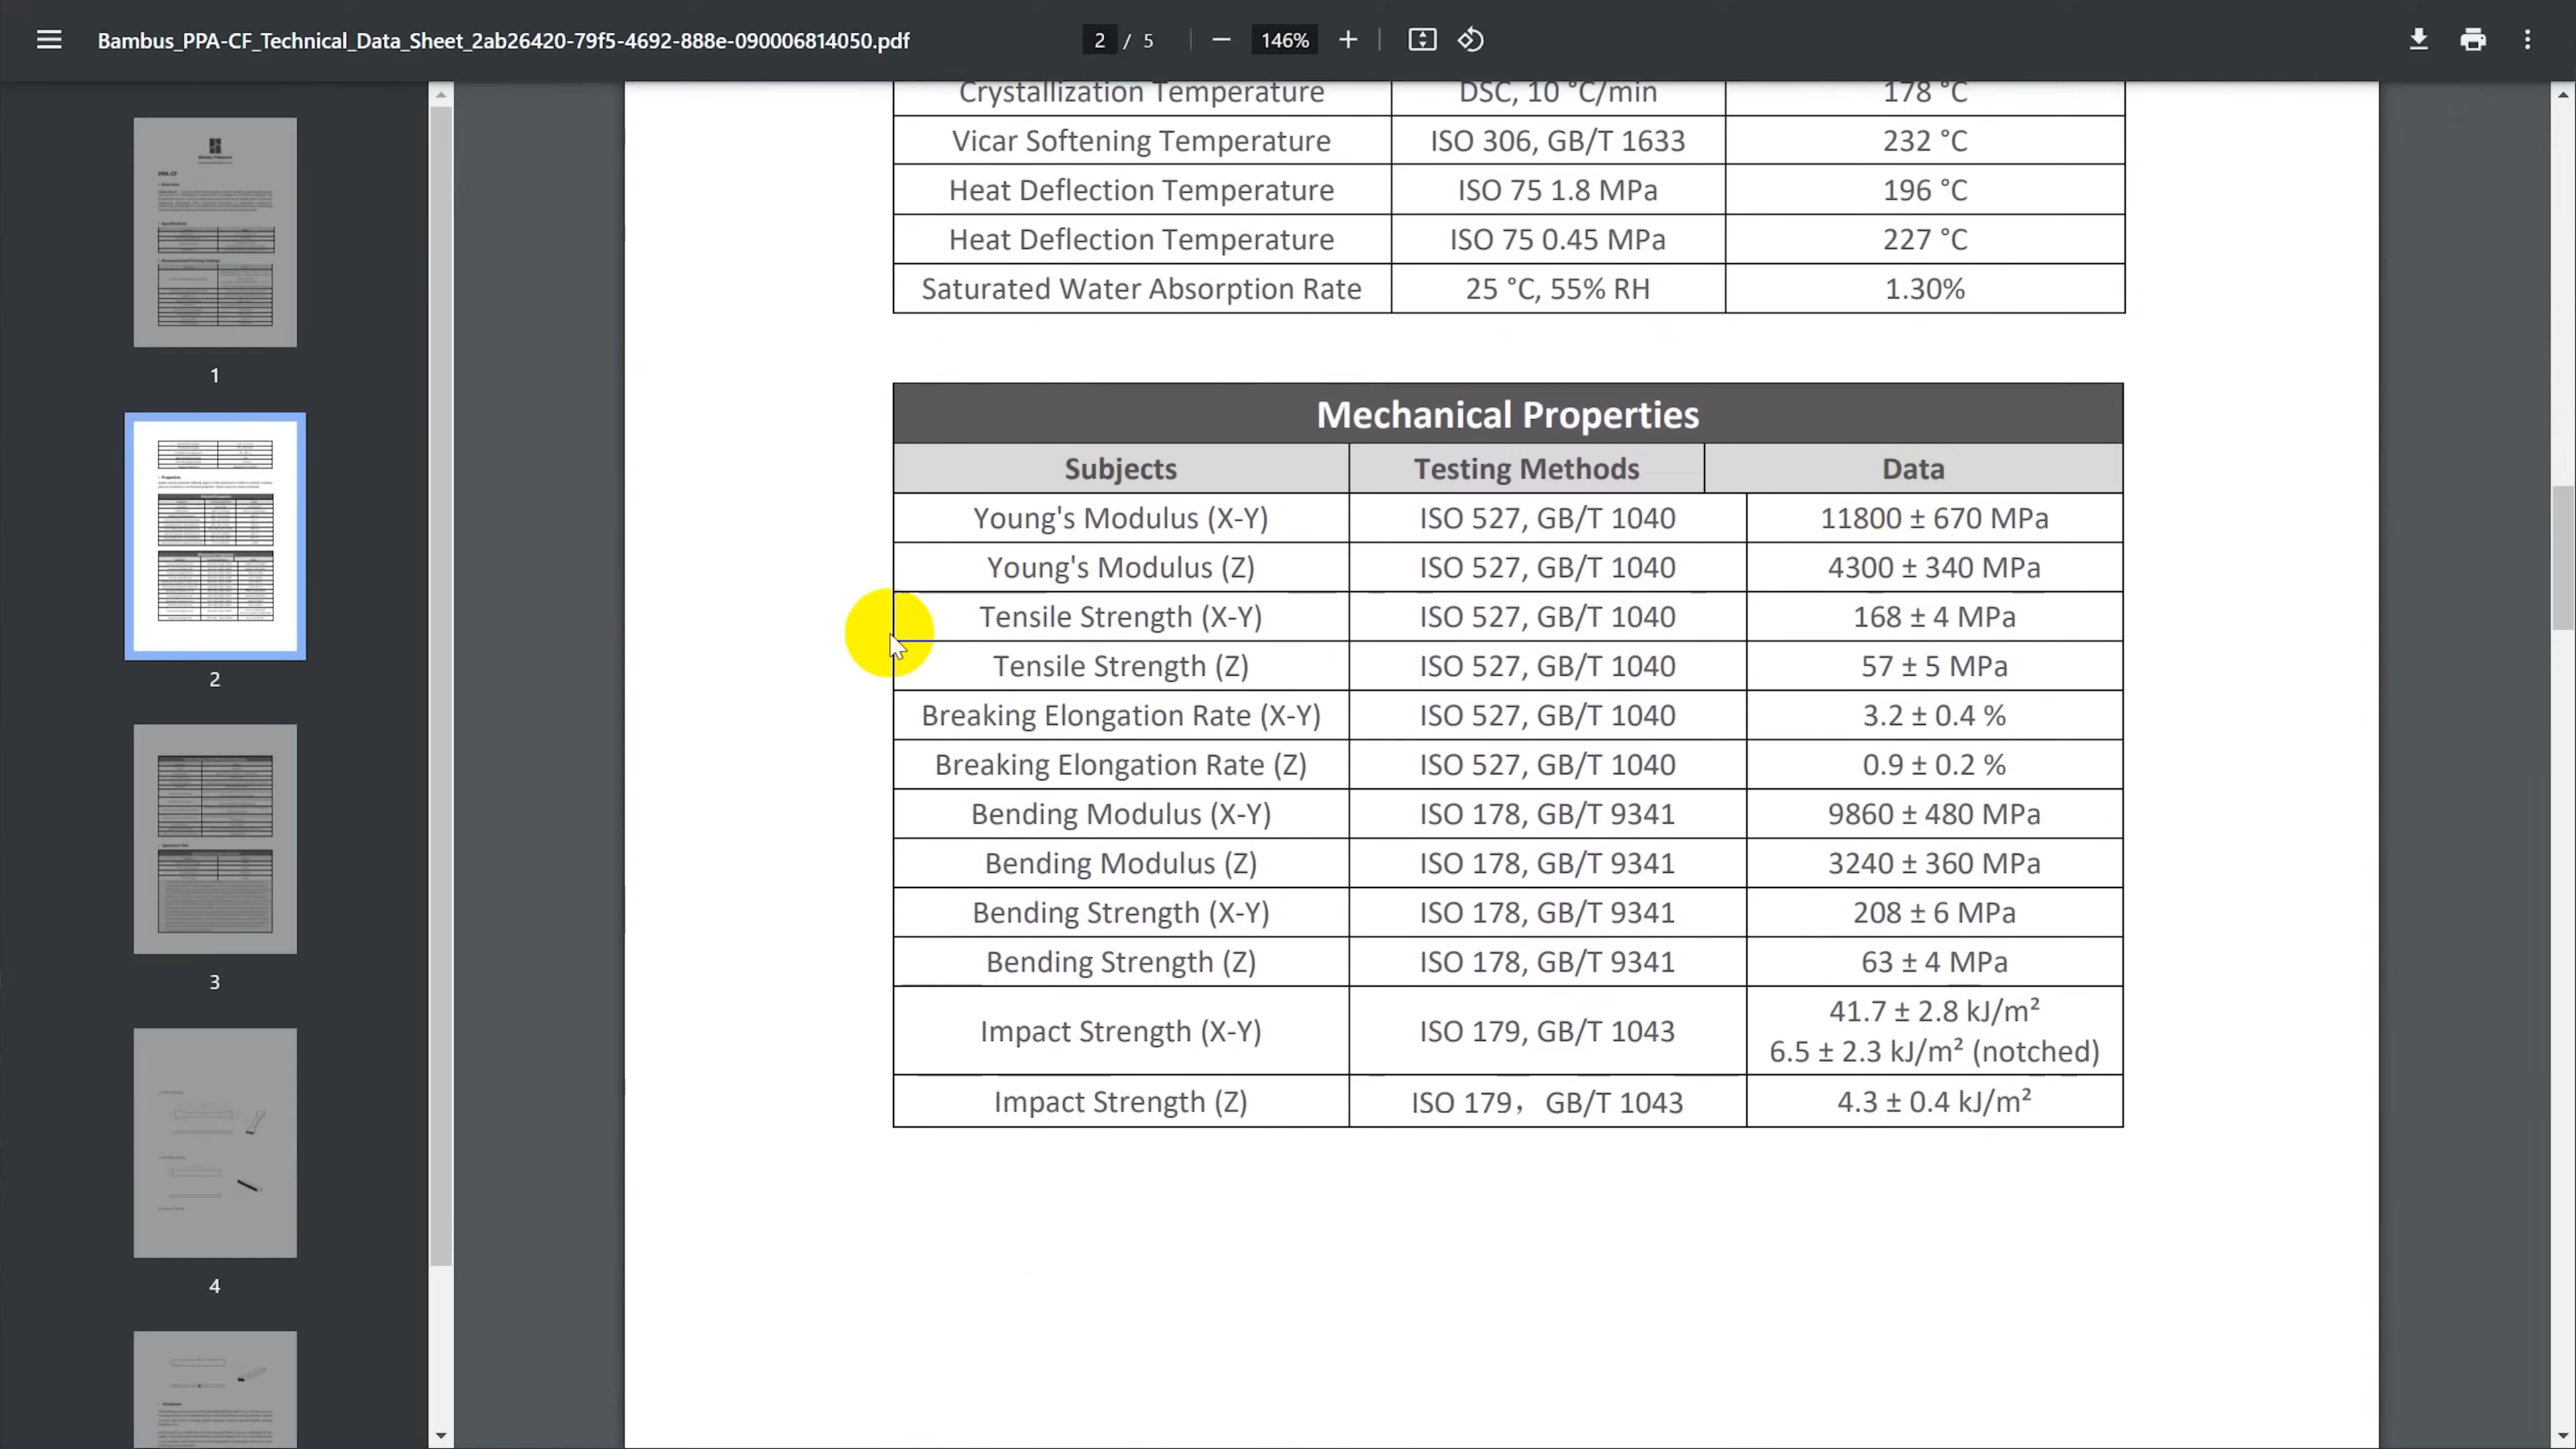 Bambus_PPA-CF_Technical_Data_Sheet_2ab26420-79f5-4692-888e-090006814050.pdf
2 / 5
146%
Crystallization Temperature DSC, 10 °C/min 178 °C
Vicar Softening Temperature ISO 306, GB/T 1633 232 °C
Heat Deflection Temperature ISO 75 1.8 MPa 196 °C
Heat Deflection Temperature ISO 75 0.45 MPa 227 °C
Saturated Water Absorption Rate 25 °C, 55% RH 1.30%
Mechanical Properties
Subjects Testing Methods Data
Young's Modulus (X-Y) ISO 527, GB/T 1040 11800 ± 670 MPa
Young's Modulus (Z) ISO 527, GB/T 1040 4300 ± 340 MPa
Tensile Strength (X-Y) ISO 527, GB/T 1040 168 ± 4 MPa
Tensile Strength (Z) ISO 527, GB/T 1040 57 ± 5 MPa
Breaking Elongation Rate (X-Y) ISO 527, GB/T 1040 3.2 ± 0.4 %
Breaking Elongation Rate (Z) ISO 527, GB/T 1040 0.9 ± 0.2 %
Bending Modulus (X-Y) ISO 178, GB/T 9341 9860 ± 480 MPa
Bending Modulus (Z) ISO 178, GB/T 9341 3240 ± 360 MPa
Bending Strength (X-Y) ISO 178, GB/T 9341 208 ± 6 MPa
Bending Strength (Z) ISO 178, GB/T 9341 63 ± 4 MPa
Impact Strength (X-Y) ISO 179, GB/T 1043 41.7 ± 2.8 kJ/m²
6.5 ± 2.3 kJ/m² (notched)
Impact Strength (Z) ISO 179， GB/T 1043 4.3 ± 0.4 kJ/m²
PPA-CF
1
2
3
4